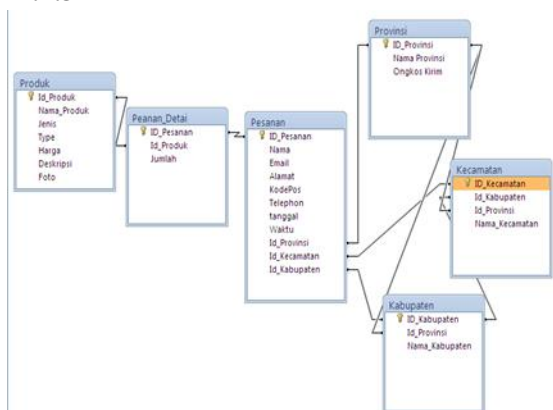 Produk
Id_Produk
Nama_Produk
Jenis
Type
Harga
Deskripsi
Foto
Peanan_Detai
ID_Pesanan
Id_Produk
Jumlah
Pesanan
ID_Pesanan
Nama
Email
Alamat
KodePos
Telephon
tanggal
Waktu
Id_Provinsi
Id_Kecamatan
Id_Kabupaten
Provinsi
ID_Provinsi
Nama Provinsi
Ongkos Kirim
Kecamatan
ID_Kecamatan
Id_Kabupaten
Id_Provinsi
Nama_Kecamatan
Kabupaten
ID_Kabupaten
Id_Provinsi
Nama_Kabupaten